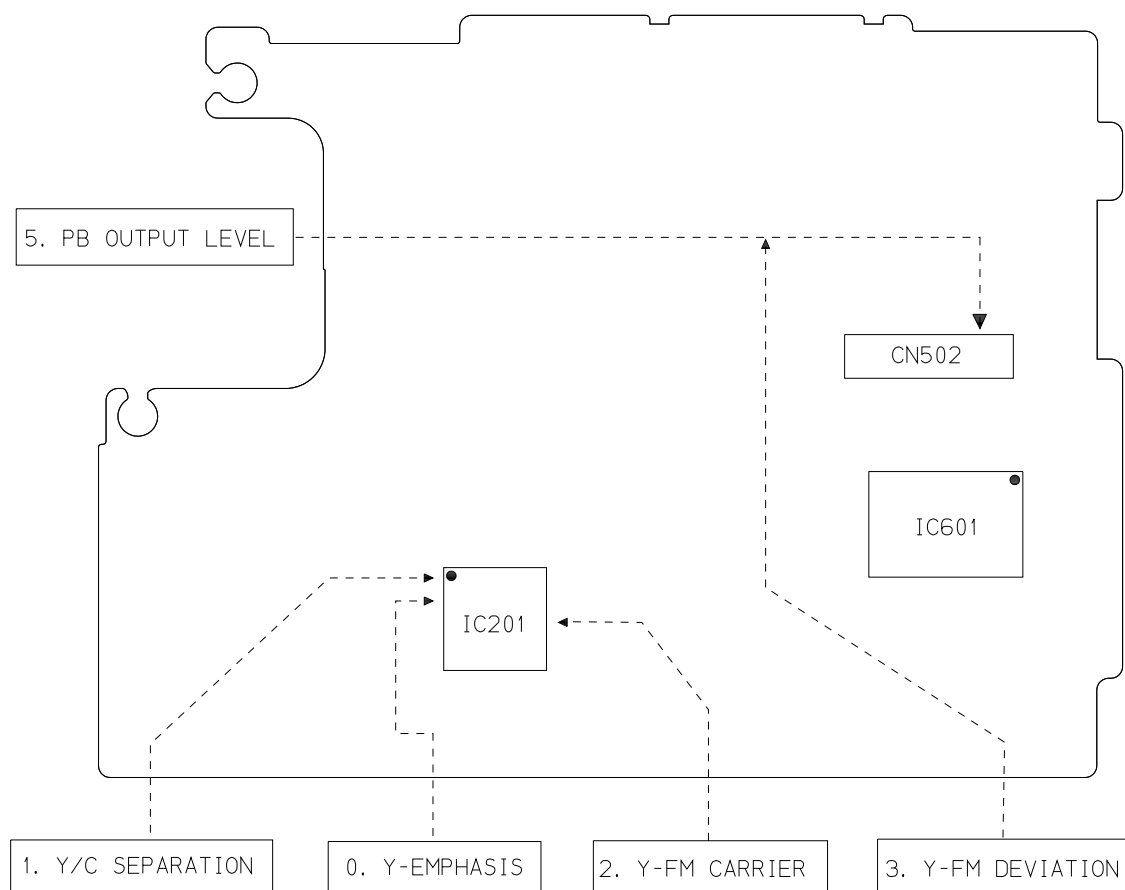 5. PB OUTPUT LEVEL
CN502
IC601
IC201
1. Y/C SEPARATION
0. Y-EMPHASIS
2. Y-FM CARRIER
3. Y-FM DEVIATION